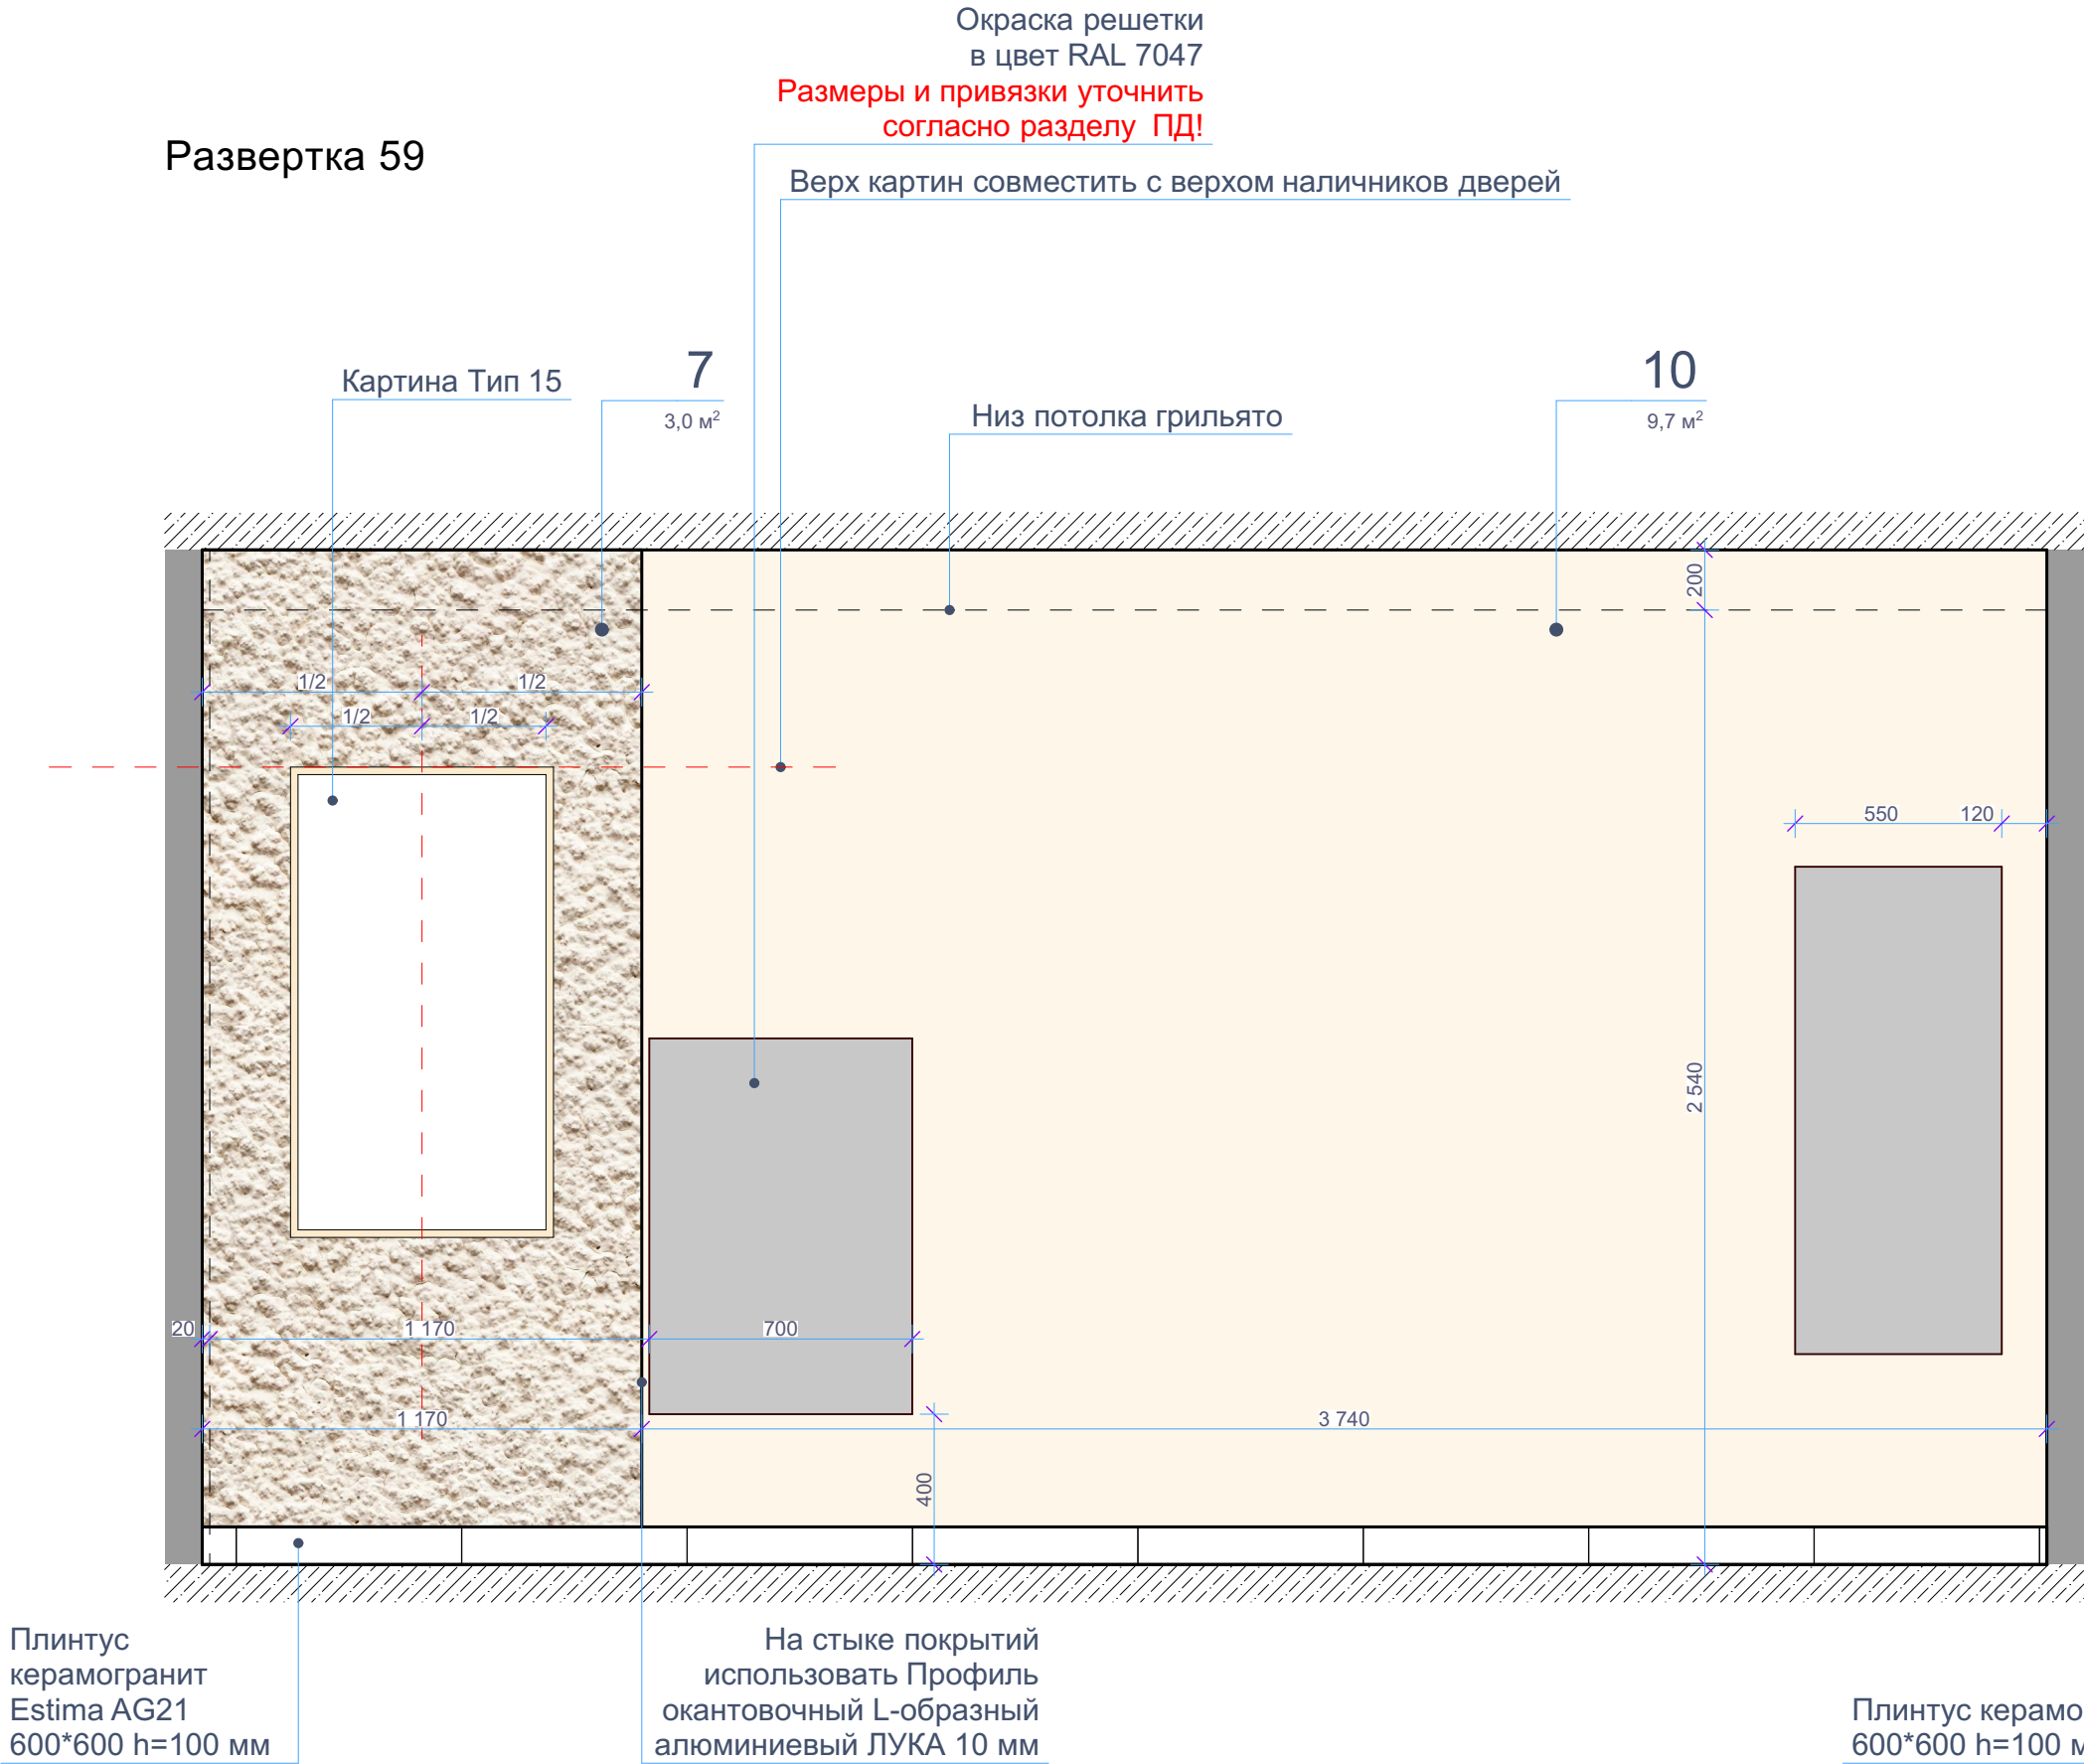 Окраска решетки
в цвет RAL 7047
Размеры и привязки уточнить
согласно разделу ПД!
Развертка 59
Верх картин совместить с верхом наличников дверей
Картина Тип 15
7
3,0 м²
Низ потолка грильято
10
9,7 м²
200
1/2
1/2
1/2
1/2
550
120
2 540
20
1 170
700
1 170
3 740
400
Плинтус
керамогранит
Estima AG21
600*600 h=100 мм
На стыке покрытий
использовать Профиль
окантовочный L-образный
алюминиевый ЛУКА 10 мм
Плинтус керамо
600*600 h=100